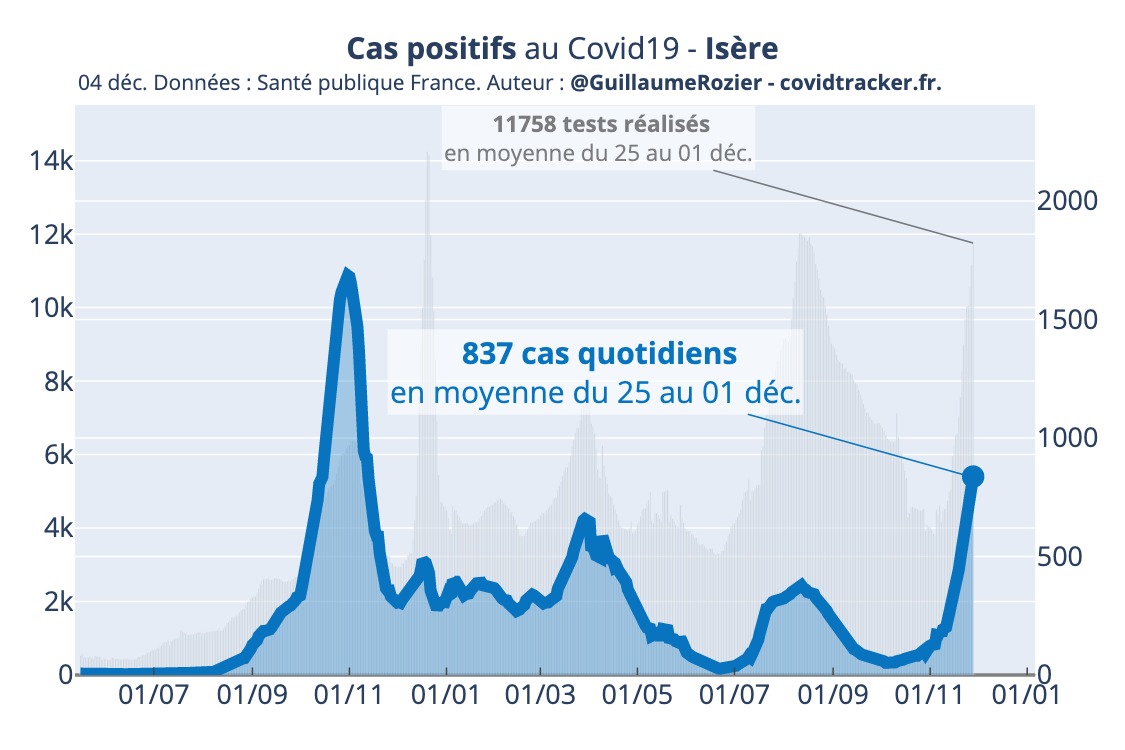 Cas positifs au Covid19 - Isère
04 déc. Données : Santé publique France. Auteur : @GuillaumeRozier - covidtracker.fr.
11758 tests réalisés
en moyenne du 25 au 01 déc.
14k
2000
12k
10k
1500
837 cas quotidiens
en moyenne du 25 au 01 déc.
8k
1000
6k
4k
500
2k
0
0
01/07 01/09 01/11 01/01 01/03 01/05 01/07 01/09 01/11 01/01